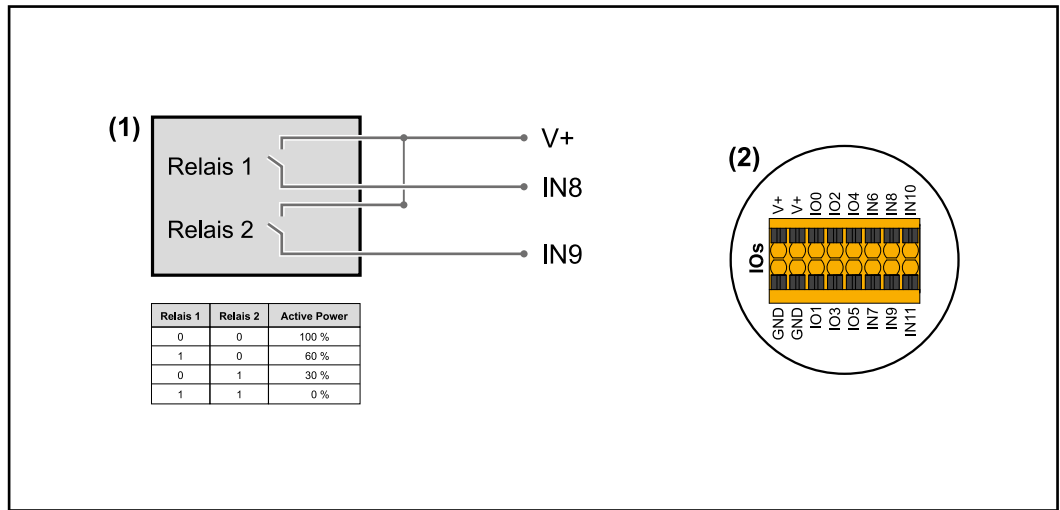 (1)
Relais 1
Relais 2
V+
IN8
IN9
Relais 1 Relais 2 Active Power
0 0 100 %
1 0 60 %
0 1 30 %
1 1 0 %
(2)
IOs
V+ V+ IO0 IO2 IO4 IN6 IN8 IN10
GND GND IO1 IO3 IO5 IN7 IN9 IN11